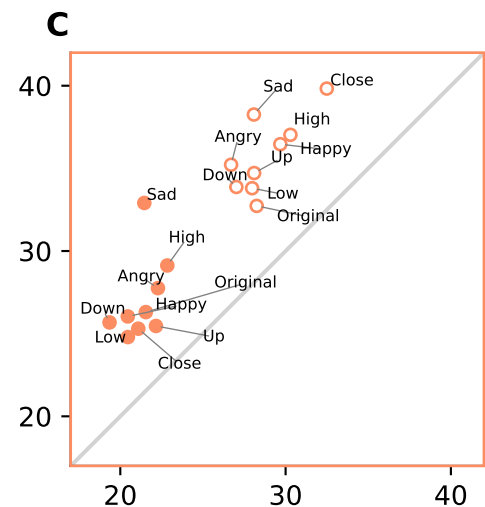 C
40
Sad
Close
High
Angry
Happy
Up
Down
Low
Original
Sad
30
High
Angry
Original
Happy
Down
Low
Up
Close
20
20
30
40